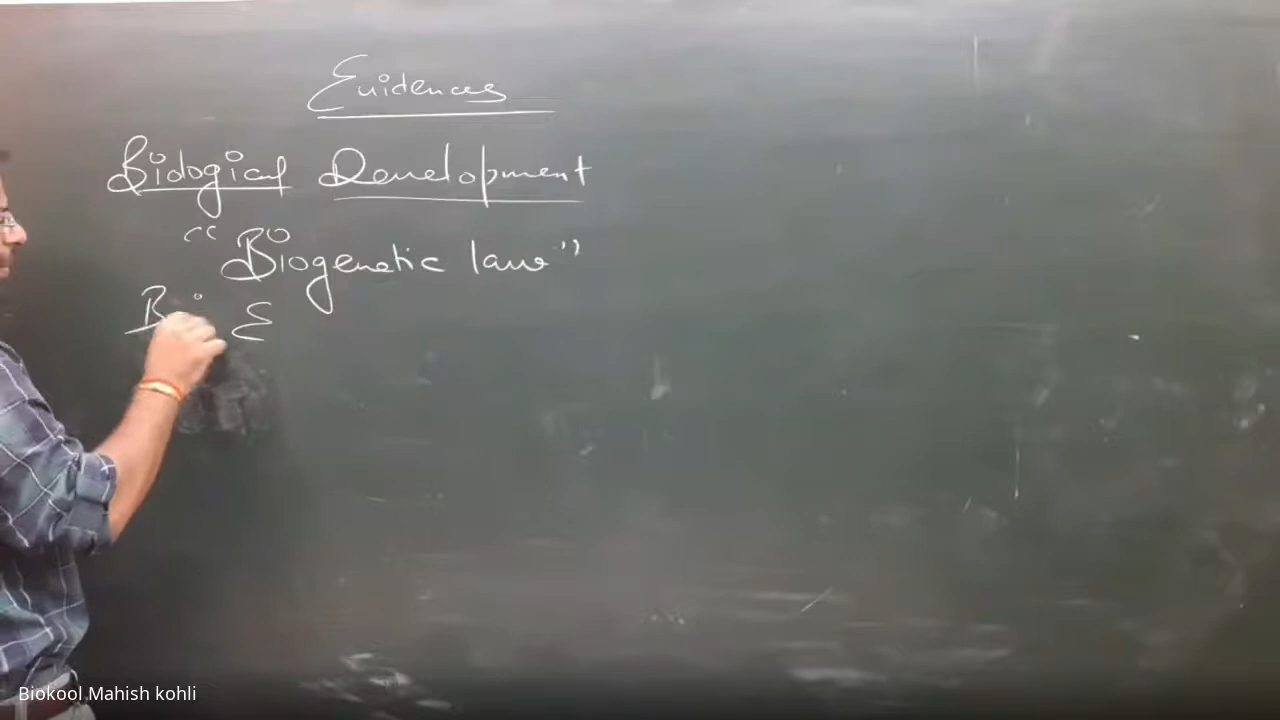 Evidences
Biological Development
"Biogenetic law"
B E
Biokool Mahish kohli